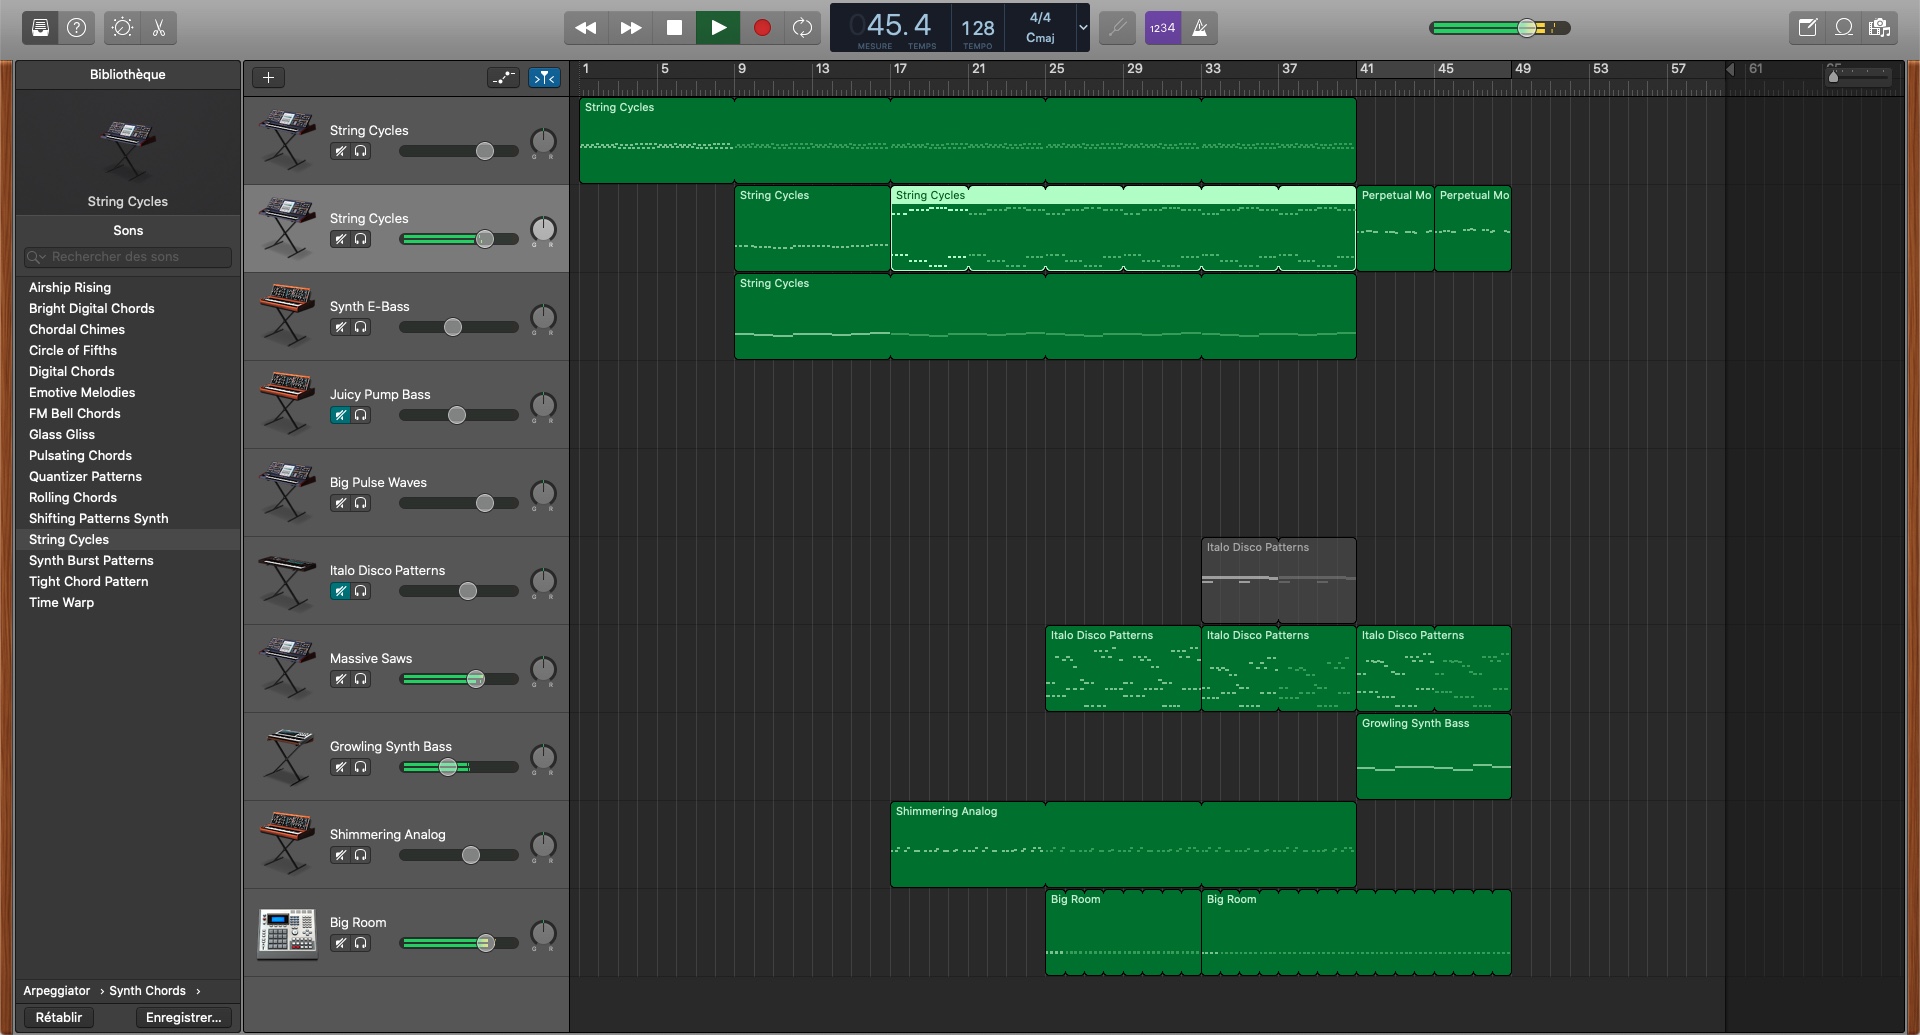 1234
045.4
MESURE TEMPS
128
TEMPO
4/4
Cmaj
Bibliothèque
String Cycles
Sons
Rechercher des sons
Airship Rising
Bright Digital Chords
Chordal Chimes
Circle of Fifths
Digital Chords
Emotive Melodies
FM Bell Chords
Glass Gliss
Pulsating Chords
Quantizer Patterns
Rolling Chords
Shifting Patterns Synth
String Cycles
Synth Burst Patterns
Tight Chord Pattern
Time Warp
Arpeggiator › Synth Chords ›
Rétablir Enregistrer...
1 5 9 13 17 21 25 29 33 37 41 45 49 53 57 61 65
String Cycles
G R
String Cycles
String Cycles
G R
String Cycles String Cycles Perpetual Mo Perpetual Mo
Synth E-Bass
G R
String Cycles
Juicy Pump Bass
G R
Big Pulse Waves
G R
Italo Disco Patterns
G R
Italo Disco Patterns
Massive Saws
G R
Italo Disco Patterns Italo Disco Patterns Italo Disco Patterns
Growling Synth Bass
G R
Growling Synth Bass
Shimmering Analog
G R
Shimmering Analog
Big Room
G R
Big Room Big Room